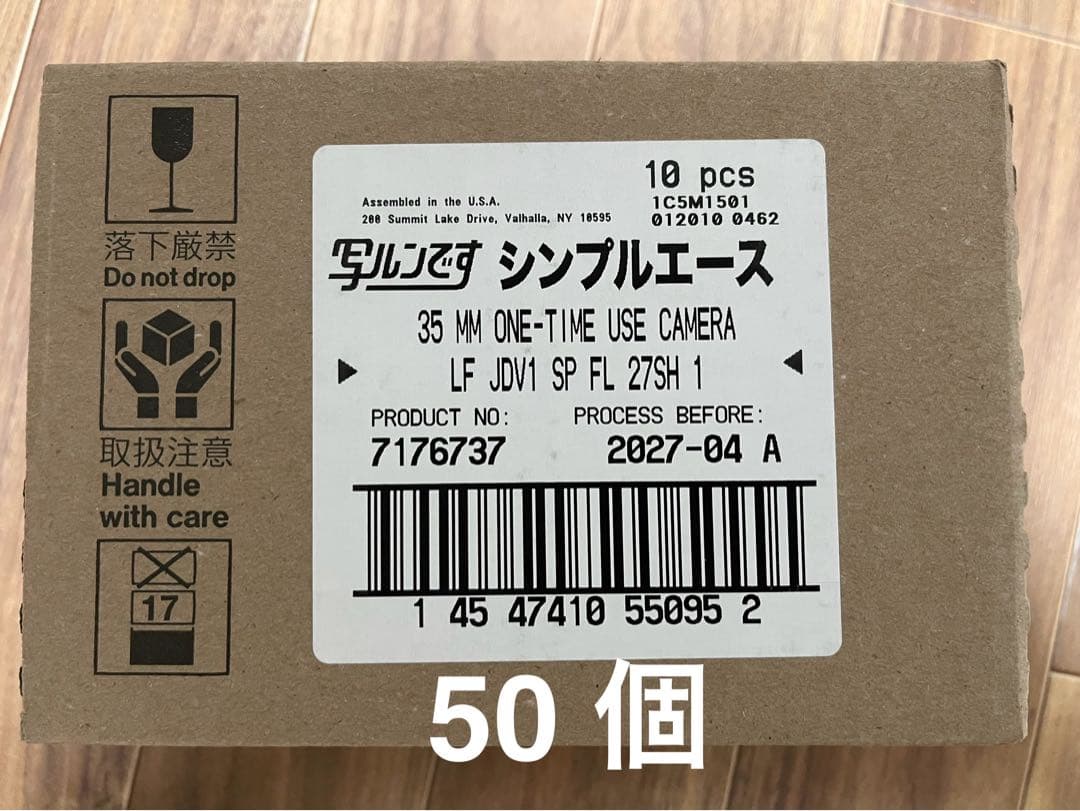 落下厳禁
Do not drop
取扱注意
Handle
with care
17
10 pcs
1C5M1501
012010 0462
Assembled in the U.S.A.
200 Summit Lake Drive, Valhalla, NY 10595
写ルンです シンプルエース
35 MM ONE-TIME USE CAMERA
LF JDV1 SP FL 27SH 1
PRODUCT NO: PROCESS BEFORE:
7176737 2027-04 A
1 45 47410 55095 2
50 個